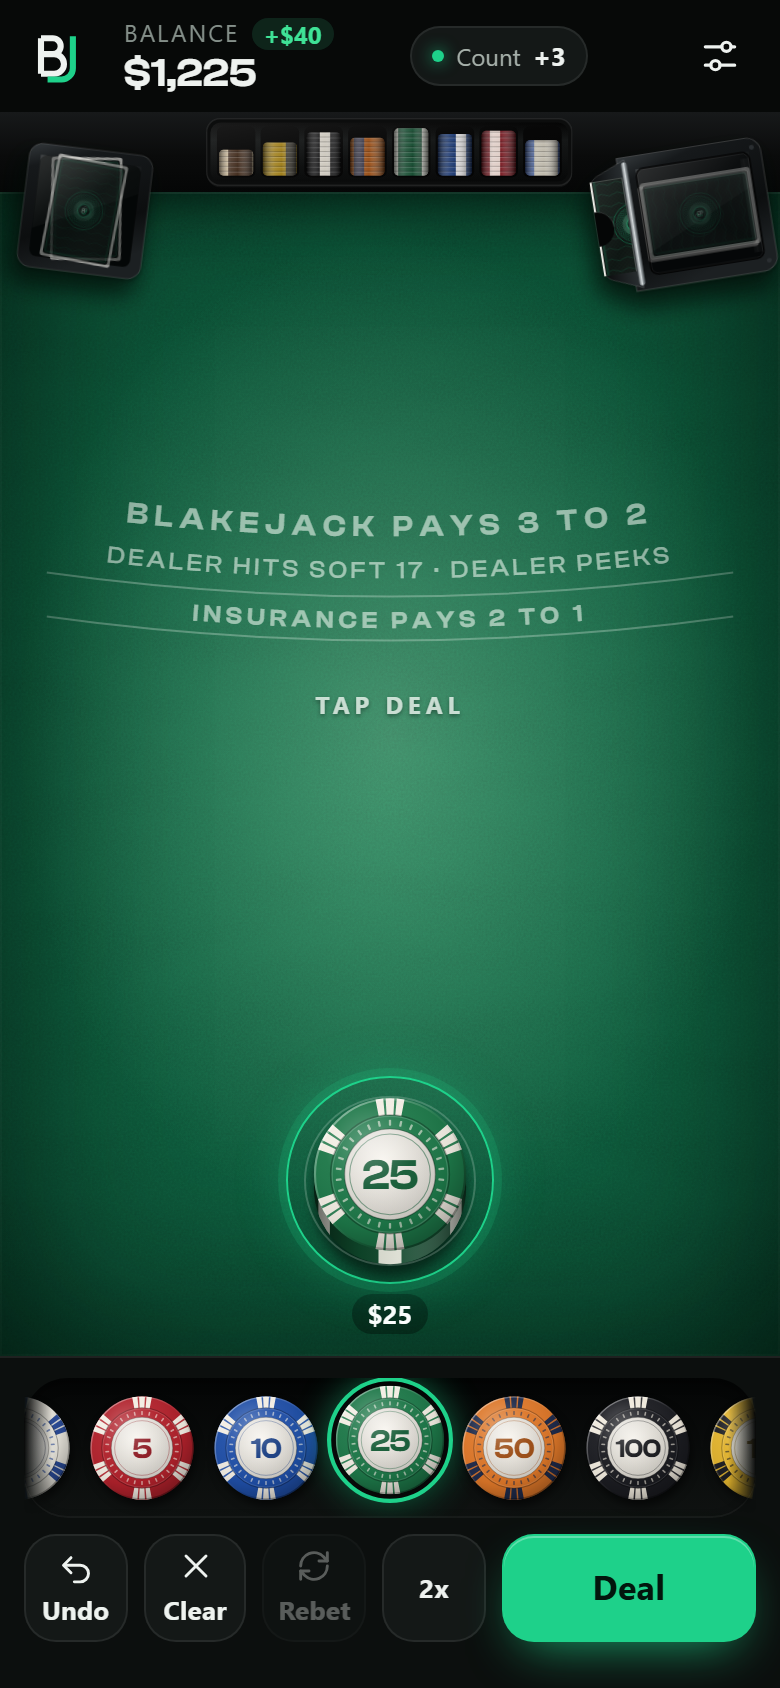 BJ
BALANCE +$40
$1,225
Count +3
BLAKEJACK PAYS 3 TO 2
DEALER HITS SOFT 17 · DEALER PEEKS
INSURANCE PAYS 2 TO 1
TAP DEAL
25
$25
5 10 25 50 100
Undo Clear Rebet 2x Deal